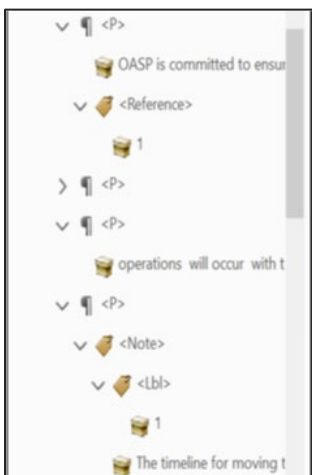 <P>
OASP is committed to ensur
<Reference>
1
<P>
<P>
operations will occur with t
<P>
<Note>
<Lbl>
1
The timeline for moving t